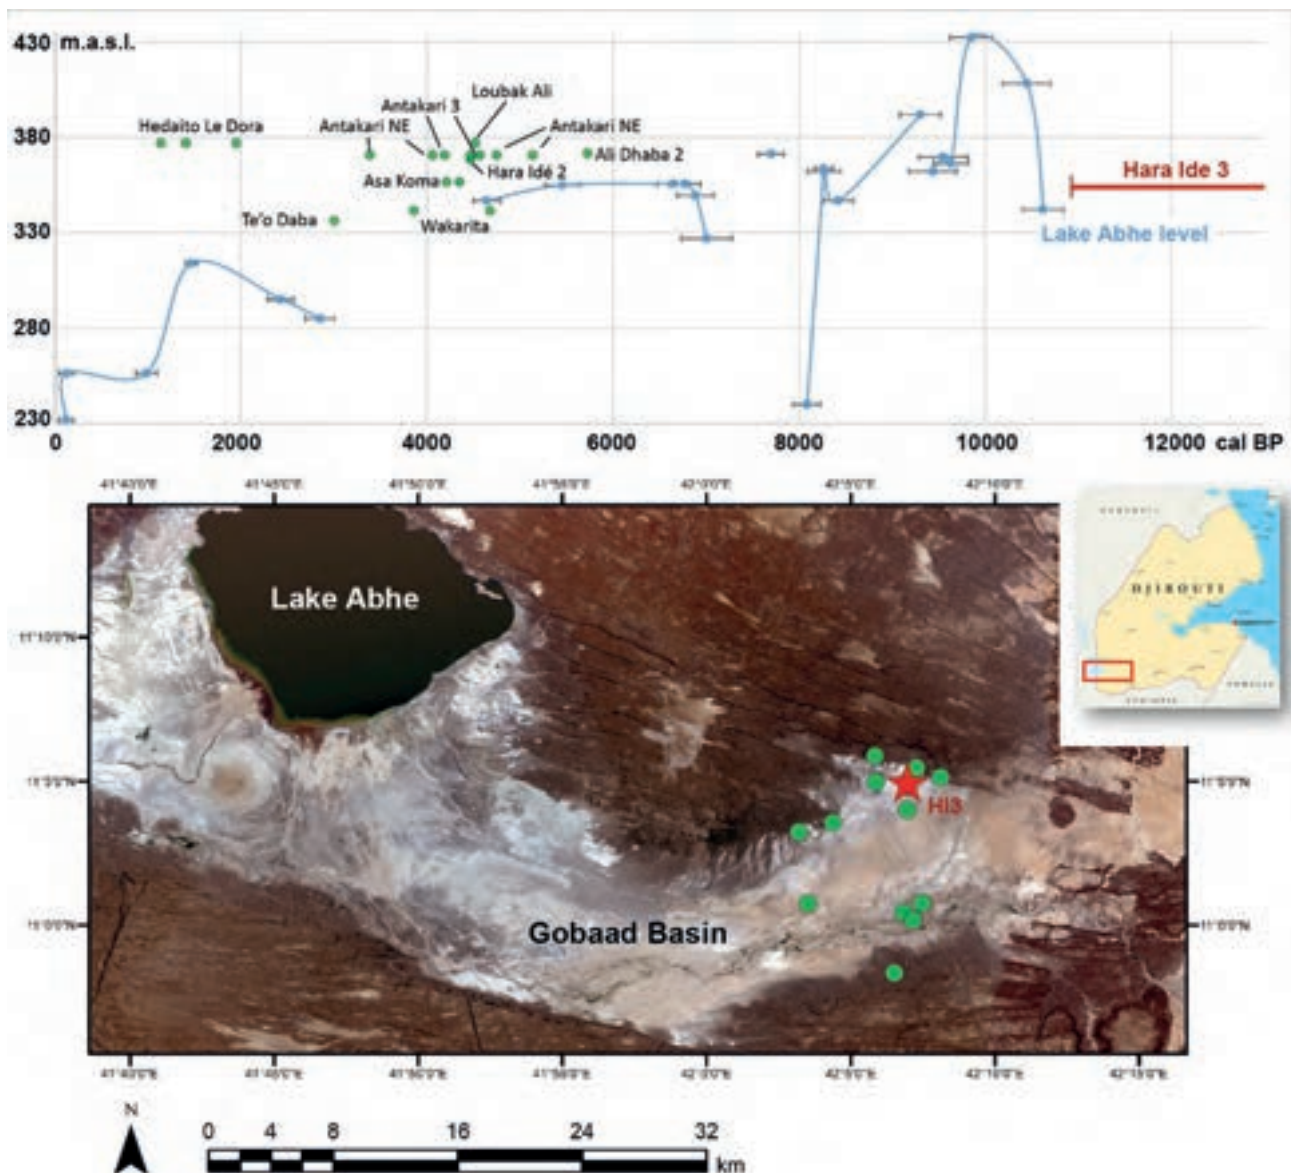 430 m.a.s.l.
Loubak Ali
Antakari 3
Hedaito Le Dora
Antakari NE
Antakari NE
380
Ali Dhaba 2
Hara Idé 2
Hara Ide 3
Asa Koma
Te'o Daba
Wakarita
330
Lake Abhe level
280
230
0 2000 4000 6000 8000 10000 12000 cal BP
Lake Abhe
DJIBOUTI
HI3
Gobaad Basin
N
0 4 8 16 24 32
km